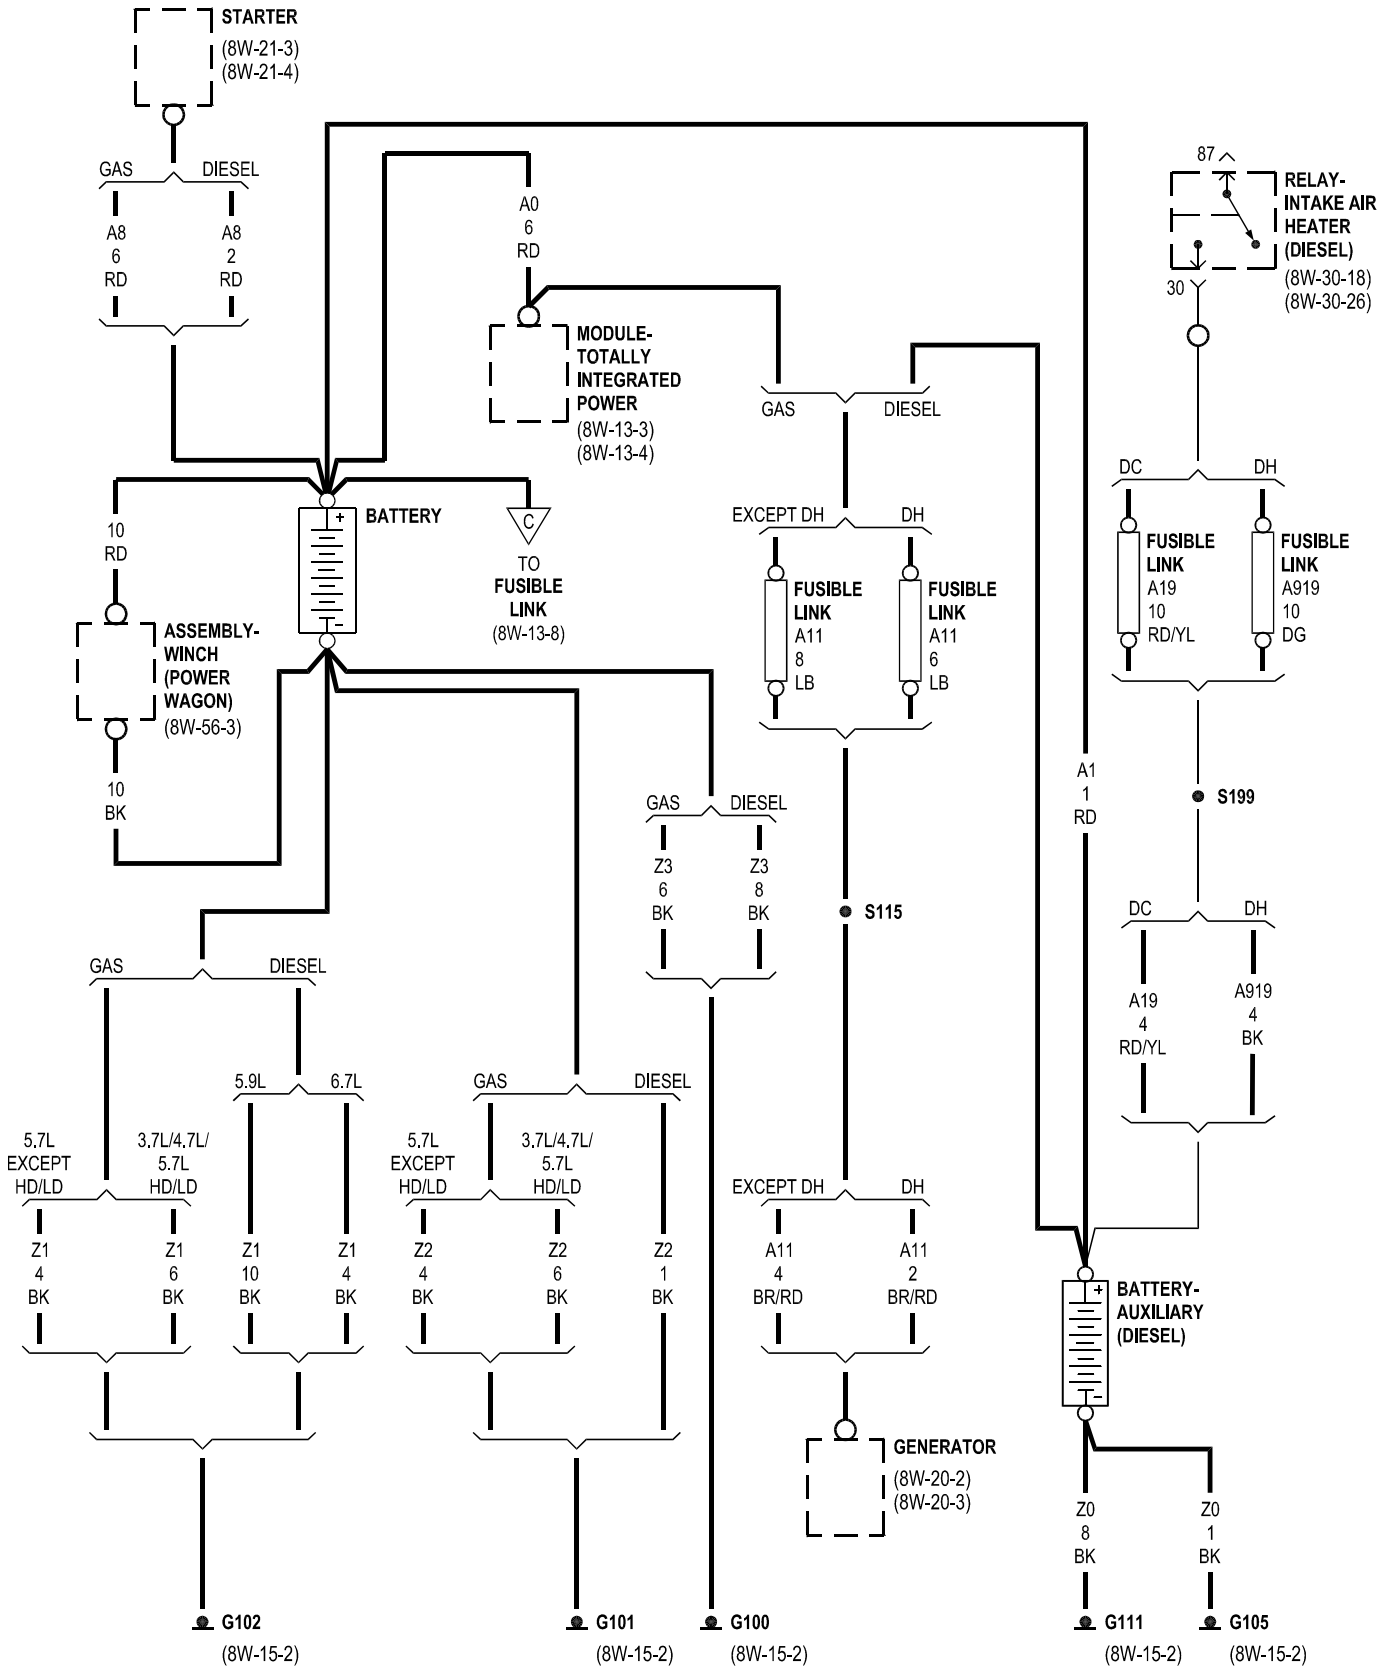 STARTER
(8W-21-3)
(8W-21-4)
GAS
DIESEL
A8
6
RD
A8
2
RD
A0
6
RD
87
RELAY-
INTAKE AIR
HEATER
(DIESEL)
(8W-30-18)
(8W-30-26)
30
MODULE-
TOTALLY
INTEGRATED
POWER
(8W-13-3)
(8W-13-4)
GAS
DIESEL
BATTERY
+
-
10
RD
C
TO
FUSIBLE
LINK
(8W-13-8)
ASSEMBLY-
WINCH
(POWER
WAGON)
(8W-56-3)
10
BK
EXCEPT DH
DH
FUSIBLE
LINK
A11
8
LB
FUSIBLE
LINK
A11
6
LB
DC
DH
FUSIBLE
LINK
A19
10
RD/YL
FUSIBLE
LINK
A919
10
DG
A1
1
RD
S199
GAS
DIESEL
Z3
6
BK
Z3
8
BK
S115
DC
DH
A19
4
RD/YL
A919
4
BK
GAS
DIESEL
5.9L
6.7L
GAS
DIESEL
5.7L
EXCEPT
HD/LD
3.7L/4.7L/
5.7L
HD/LD
5.7L
EXCEPT
HD/LD
3.7L/4.7L/
5.7L
HD/LD
EXCEPT DH
DH
Z1
4
BK
Z1
6
BK
Z1
10
BK
Z1
4
BK
Z2
4
BK
Z2
6
BK
Z2
1
BK
A11
4
BR/RD
A11
2
BR/RD
+
-
BATTERY-
AUXILIARY
(DIESEL)
GENERATOR
(8W-20-2)
(8W-20-3)
Z0
8
BK
Z0
1
BK
G102
(8W-15-2)
G101
(8W-15-2)
G100
(8W-15-2)
G111
(8W-15-2)
G105
(8W-15-2)